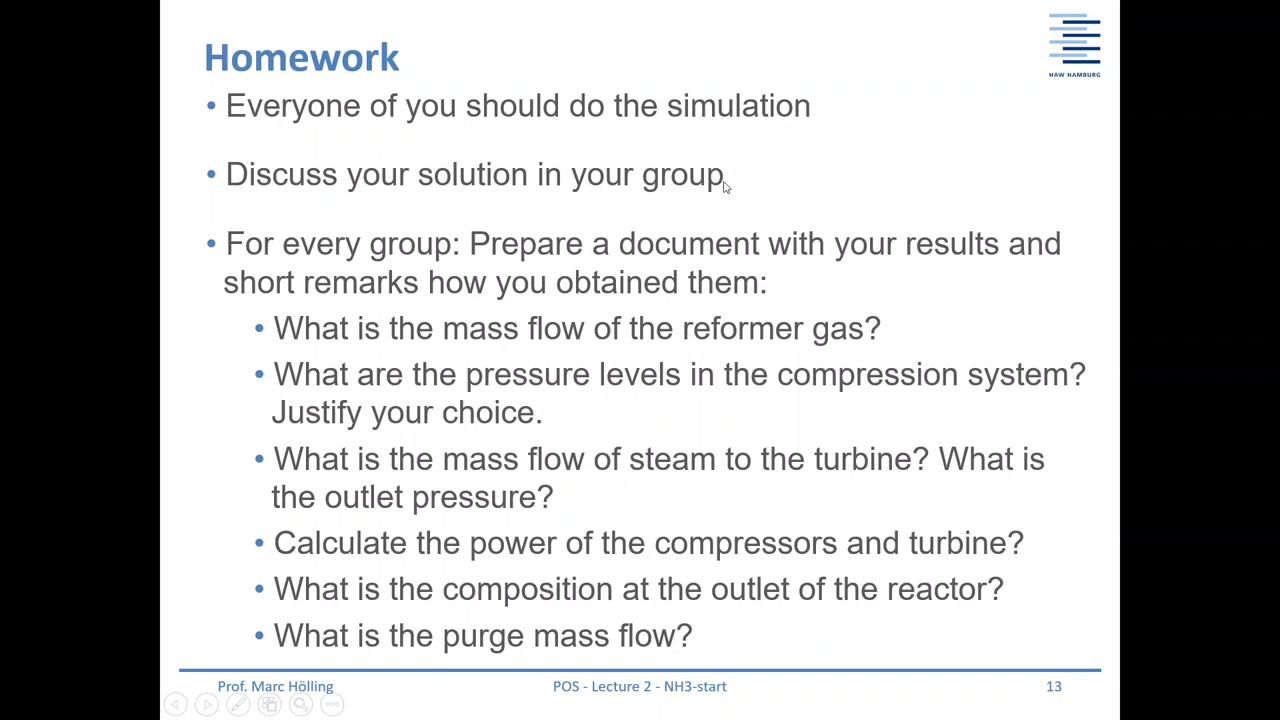 Homework
HAW HAMBURG
• Everyone of you should do the simulation
• Discuss your solution in your group
• For every group: Prepare a document with your results and
short remarks how you obtained them:
• What is the mass flow of the reformer gas?
• What are the pressure levels in the compression system?
Justify your choice.
• What is the mass flow of steam to the turbine? What is
the outlet pressure?
• Calculate the power of the compressors and turbine?
• What is the composition at the outlet of the reactor?
• What is the purge mass flow?
Prof. Marc Hölling
POS - Lecture 2 - NH3-start
13